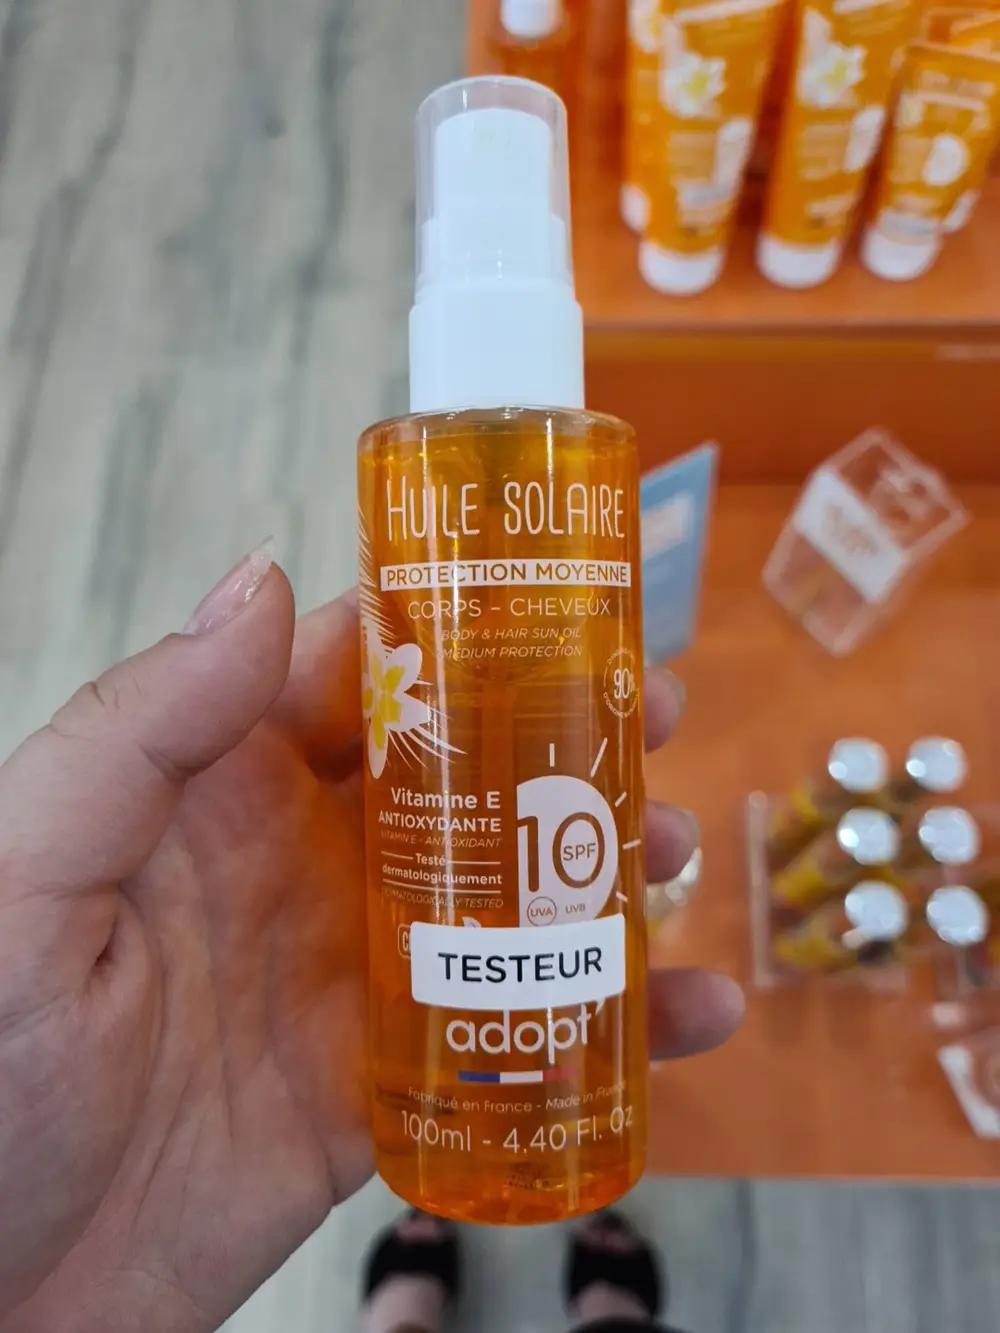 HUILE SOLAIRE
PROTECTION MOYENNE
CORPS - CHEVEUX
BODY & HAIR SUN OIL
MEDIUM PROTECTION
90%
Vitamine E
ANTIOXYDANTE
VITAMIN E - ANTIOXIDANT
Testé
dermatologiquement
DERMATOLOGICALLY TESTED
10
SPF
UVA UVB
TESTEUR
adopt'
Fabriqué en France - Made in France
100ml - 4,40 Fl. Oz